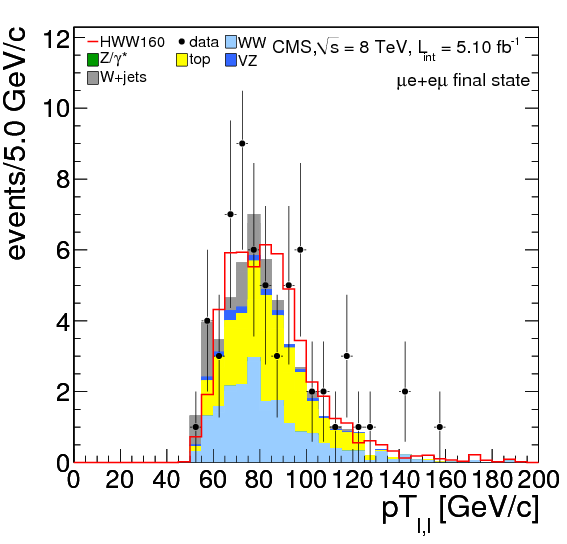 HWW160 data WW CMS,√s = 8 TeV, L_int = 5.10 fb⁻¹
Z/γ* top VZ
W+jets
μe+eμ final state
events/5.0 GeV/c
12
10
8
6
4
2
0
0 20 40 60 80 100 120 140 160 180 200
pT_l,l [GeV/c]